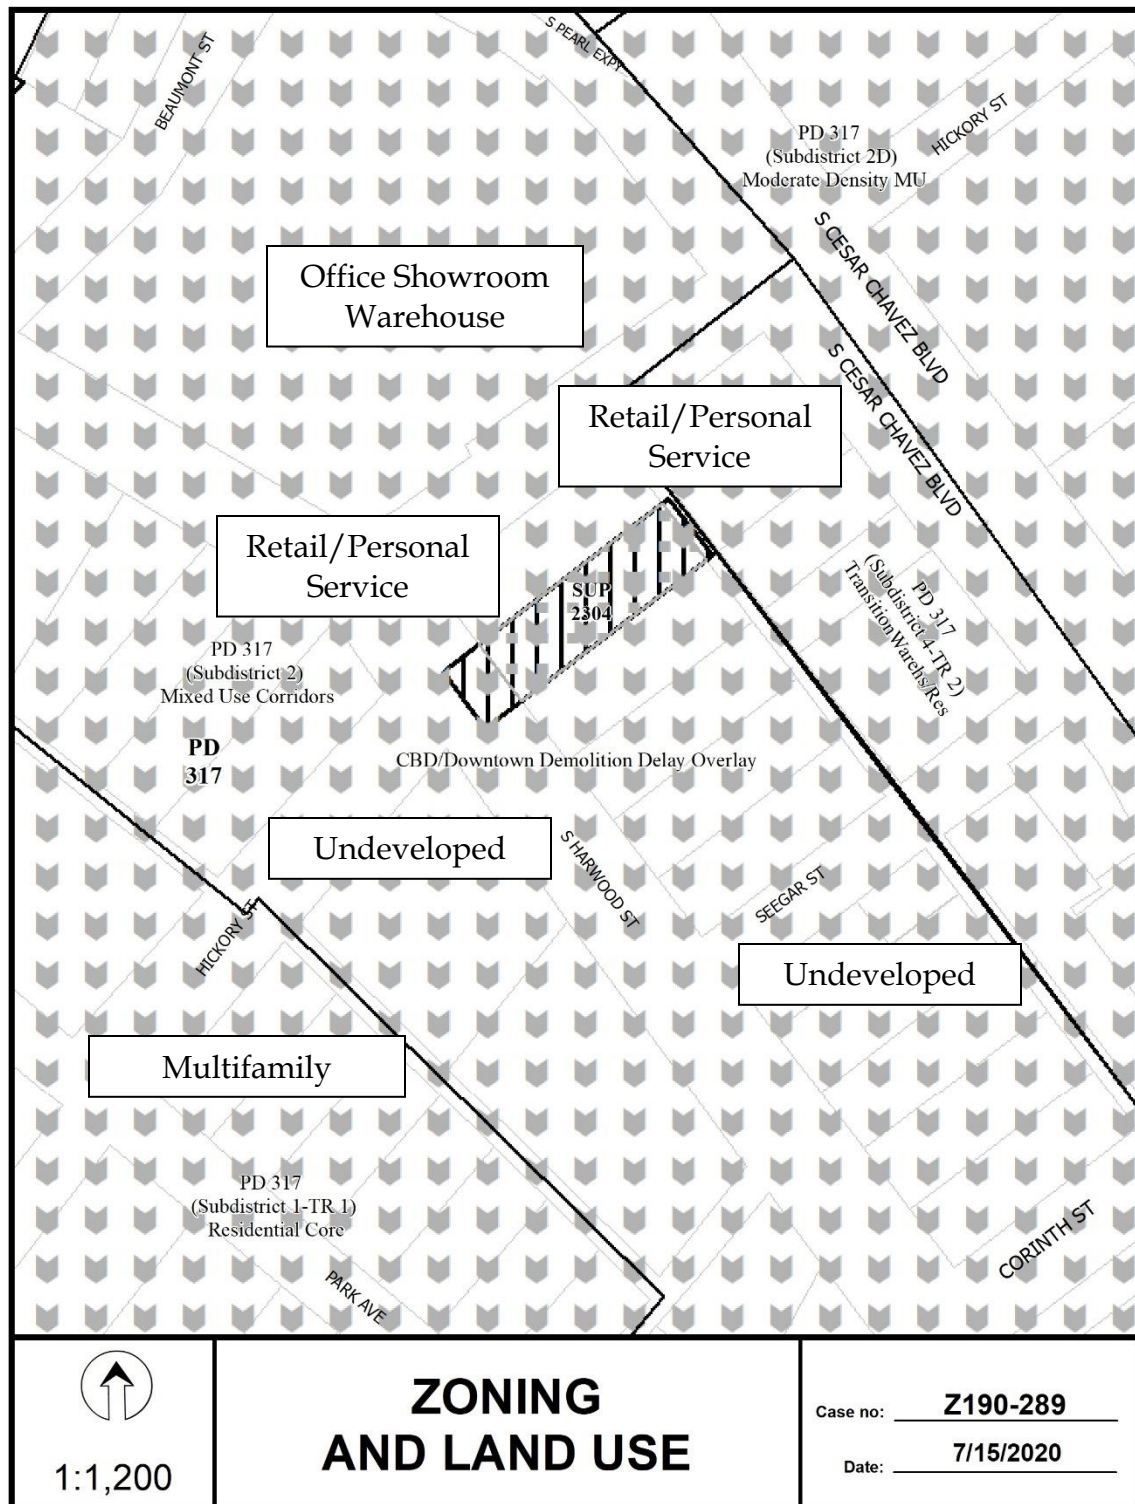 S PEARL EXPY
BEAUMONT ST
HICKORY ST
PD 317
(Subdistrict 2D)
Moderate Density MU
S CESAR CHAVEZ BLVD
Office Showroom
Warehouse
S CESAR CHAVEZ BLVD
Retail/Personal
Service
Retail/Personal
Service
SUP
2304
PD 317
(Subdistrict 4-TR 2)
Transition Warehs/Res
PD 317
(Subdistrict 2)
Mixed Use Corridors
PD
317
CBD/Downtown Demolition Delay Overlay
Undeveloped
S HARWOOD ST
SEEGAR ST
HICKORY ST
Undeveloped
Multifamily
PD 317
(Subdistrict 1-TR 1)
Residential Core
CORINTH ST
PARK AVE
1:1,200
ZONING
AND LAND USE
Case no: Z190-289
Date: 7/15/2020